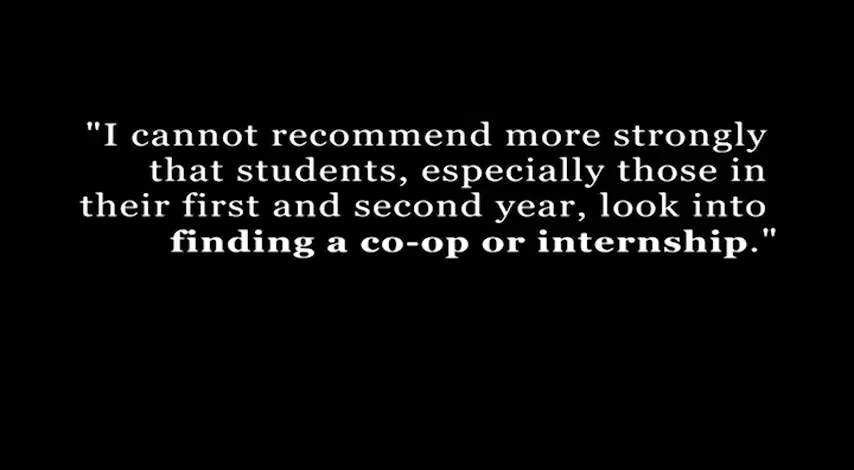 "I cannot recommend more strongly
that students, especially those in
their first and second year, look into
finding a co-op or internship."